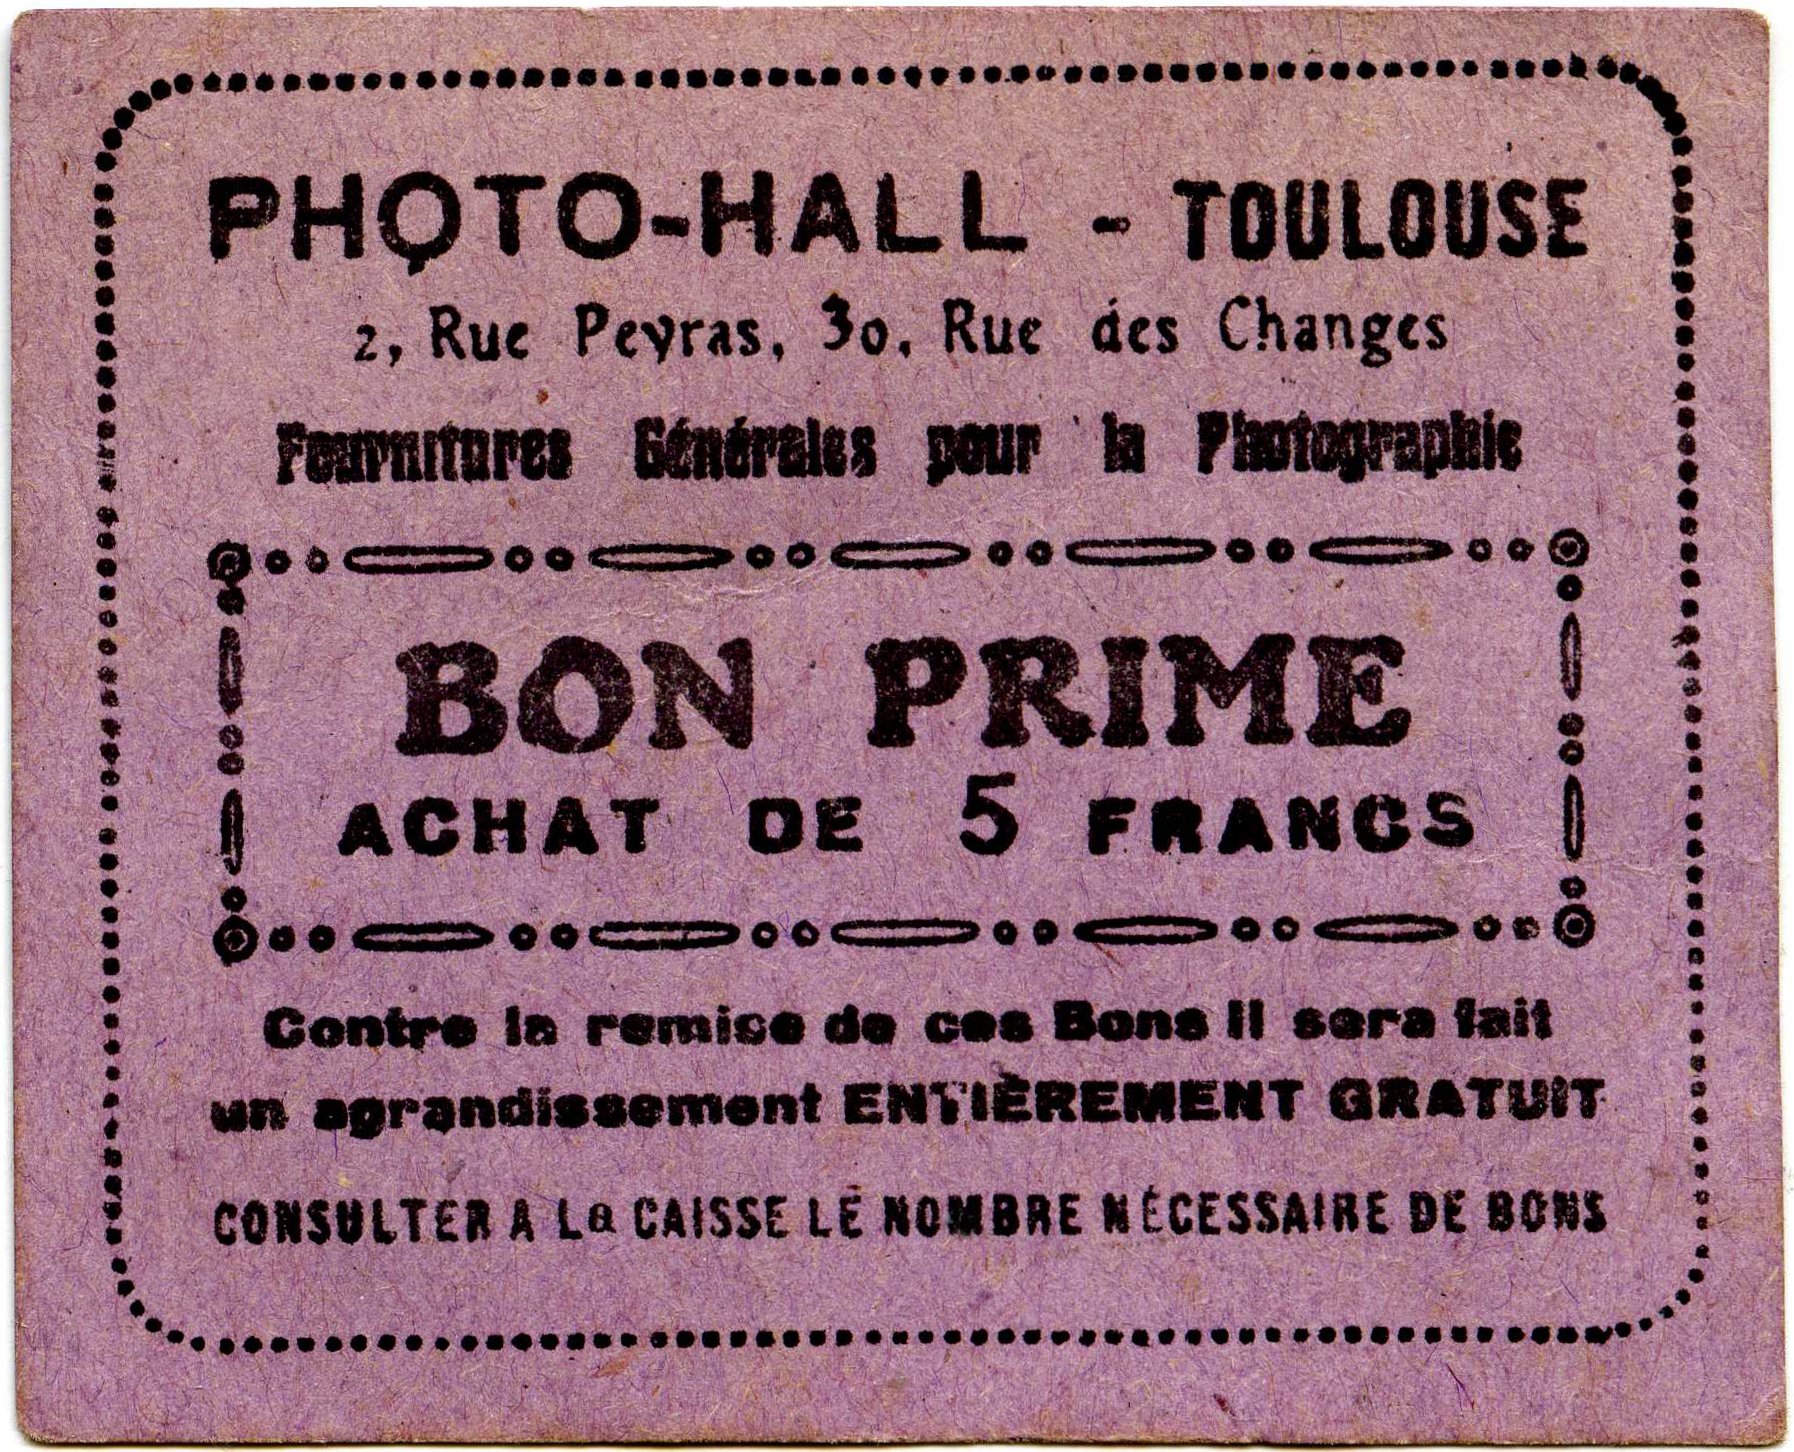 PHOTO-HALL - TOULOUSE
2, Rue Peyras, 30, Rue des Changes
Fournitures Générales pour la Photographie
BON PRIME
ACHAT DE 5 FRANCS
Contre la remise de ces Bons il sera fait
un agrandissement ENTIÈREMENT GRATUIT
CONSULTER A La CAISSE LE NOMBRE NÉCESSAIRE DE BONS